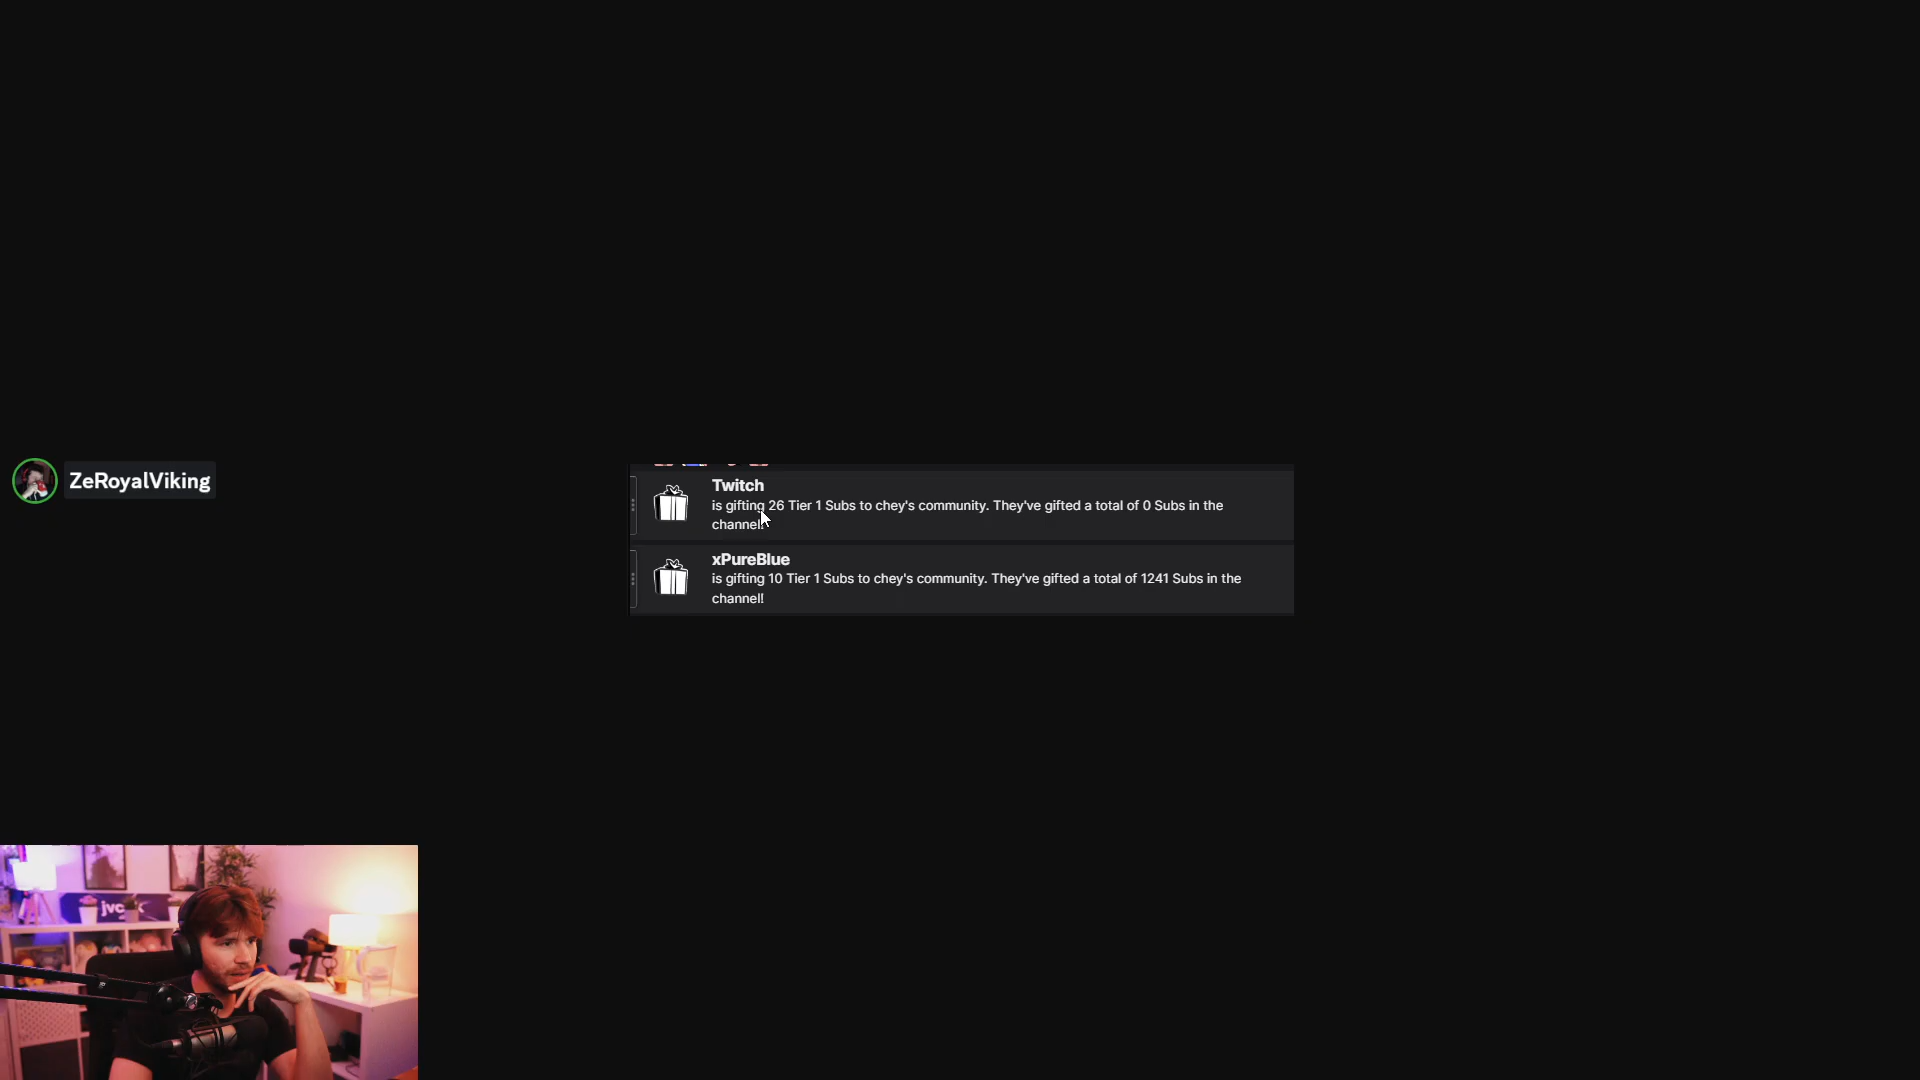 ZeRoyalViking
Twitch
is gifting 26 Tier 1 Subs to chey's community. They've gifted a total of 0 Subs in the
channel!
xPureBlue
is gifting 10 Tier 1 Subs to chey's community. They've gifted a total of 1241 Subs in the
channel!